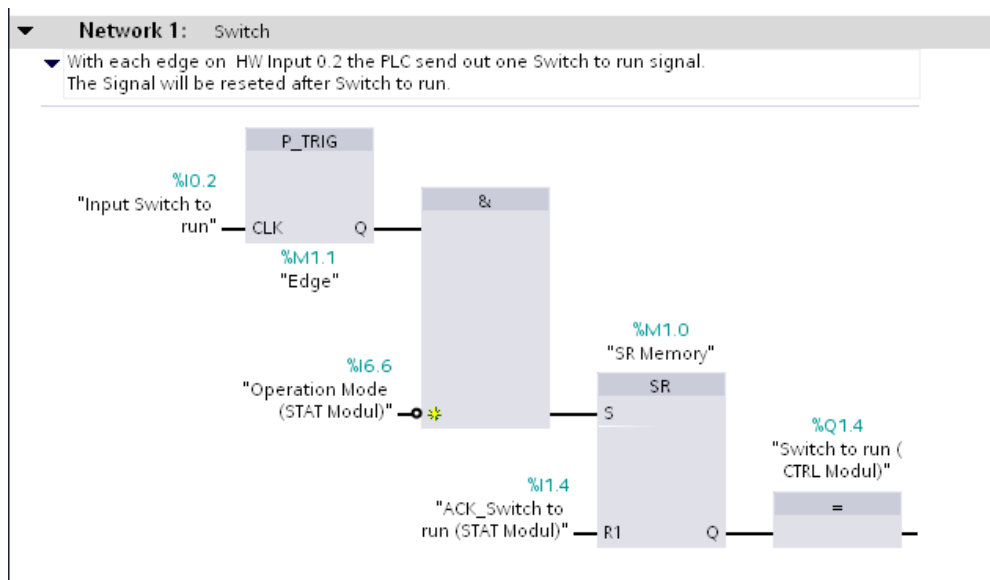 Network 1: Switch
With each edge on HW Input 0.2 the PLC send out one Switch to run signal.
The Signal will be reseted after Switch to run.
P_TRIG
%I0.2
"Input Switch to
run"
CLK
Q
%M1.1
"Edge"
&
%I6.6
"Operation Mode
(STAT Modul)"
%M1.0
"SR Memory"
SR
S
%I1.4
"ACK_Switch to
run (STAT Modul)"
R1
Q
%Q1.4
"Switch to run (
CTRL Modul)"
=